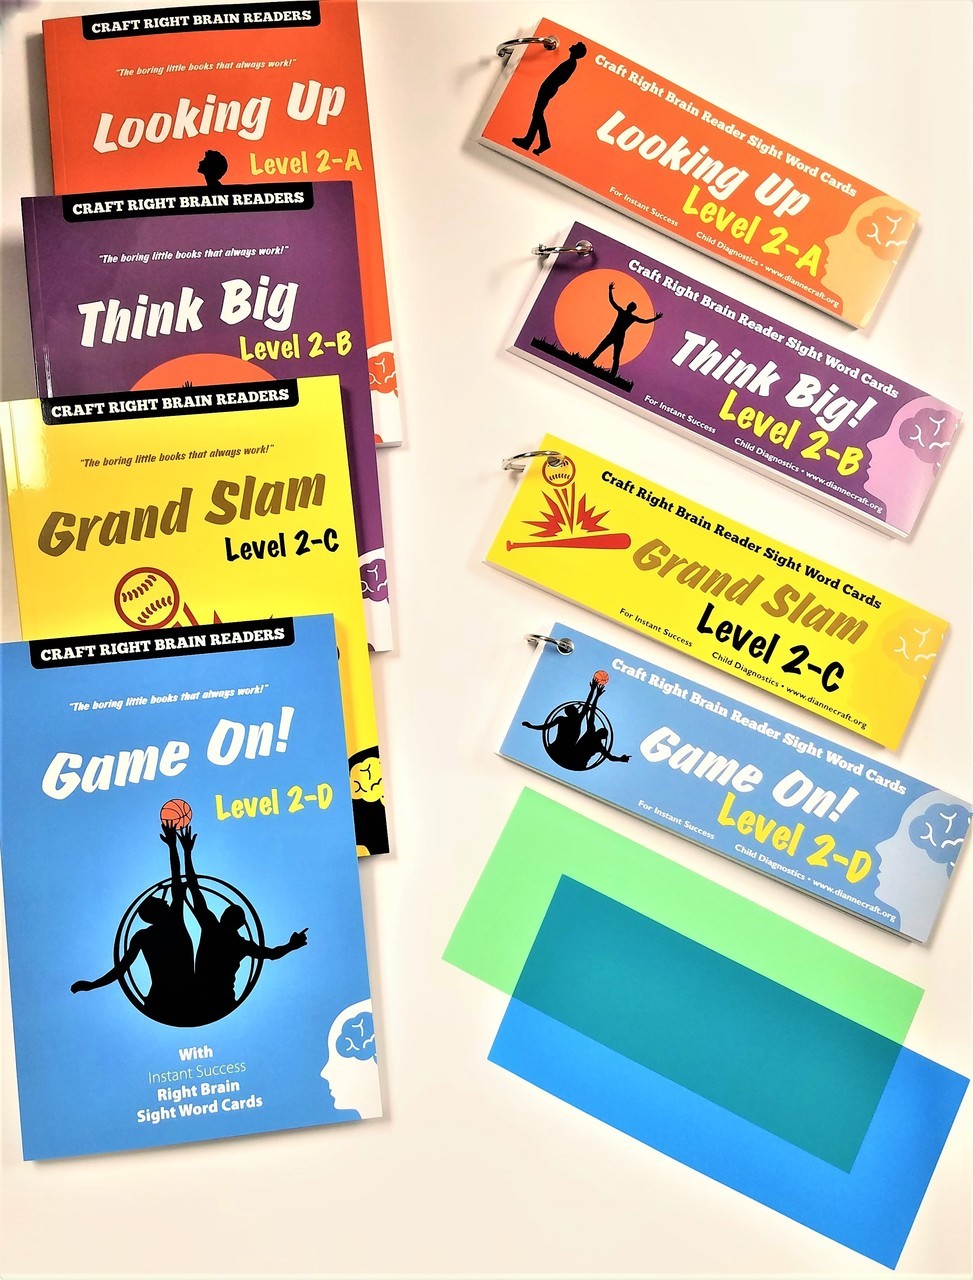 CRAFT RIGHT BRAIN READERS
"The boring little books that always work!"
Looking Up
Level 2-A
CRAFT RIGHT BRAIN READERS
"The boring little books that always work!"
Think Big
Level 2-B
CRAFT RIGHT BRAIN READERS
"The boring little books that always work!"
Grand Slam
Level 2-C
CRAFT RIGHT BRAIN READERS
"The boring little books that always work!"
Game On!
Level 2-D
With
Instant Success
Right Brain
Sight Word Cards
Craft Right Brain Reader Sight Word Cards
Looking Up
Level 2-A
For Instant Success
Child Diagnostics • www.diannecraft.org
Craft Right Brain Reader Sight Word Cards
Think Big!
Level 2-B
For Instant Success
Child Diagnostics • www.diannecraft.org
Craft Right Brain Reader Sight Word Cards
Grand Slam
Level 2-C
For Instant Success
Child Diagnostics • www.diannecraft.org
Craft Right Brain Reader Sight Word Cards
Game On!
Level 2-D
For Instant Success
Child Diagnostics • www.diannecraft.org